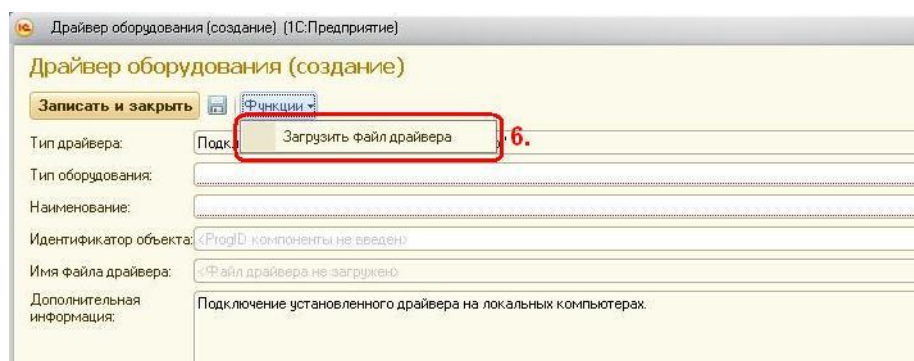 Драйвер оборудования (создание) (1С:Предприятие)
Драйвер оборудования (создание)
Записать и закрыть Функции
Загрузить файл драйвера 6.
Тип драйвера: Подк
Тип оборудования:
Наименование:
Идентификатор объекта: <ProgID компоненты не введен>
Имя файла драйвера: <Файл драйвера не загружен>
Дополнительная информация: Подключение установленного драйвера на локальных компьютерах.